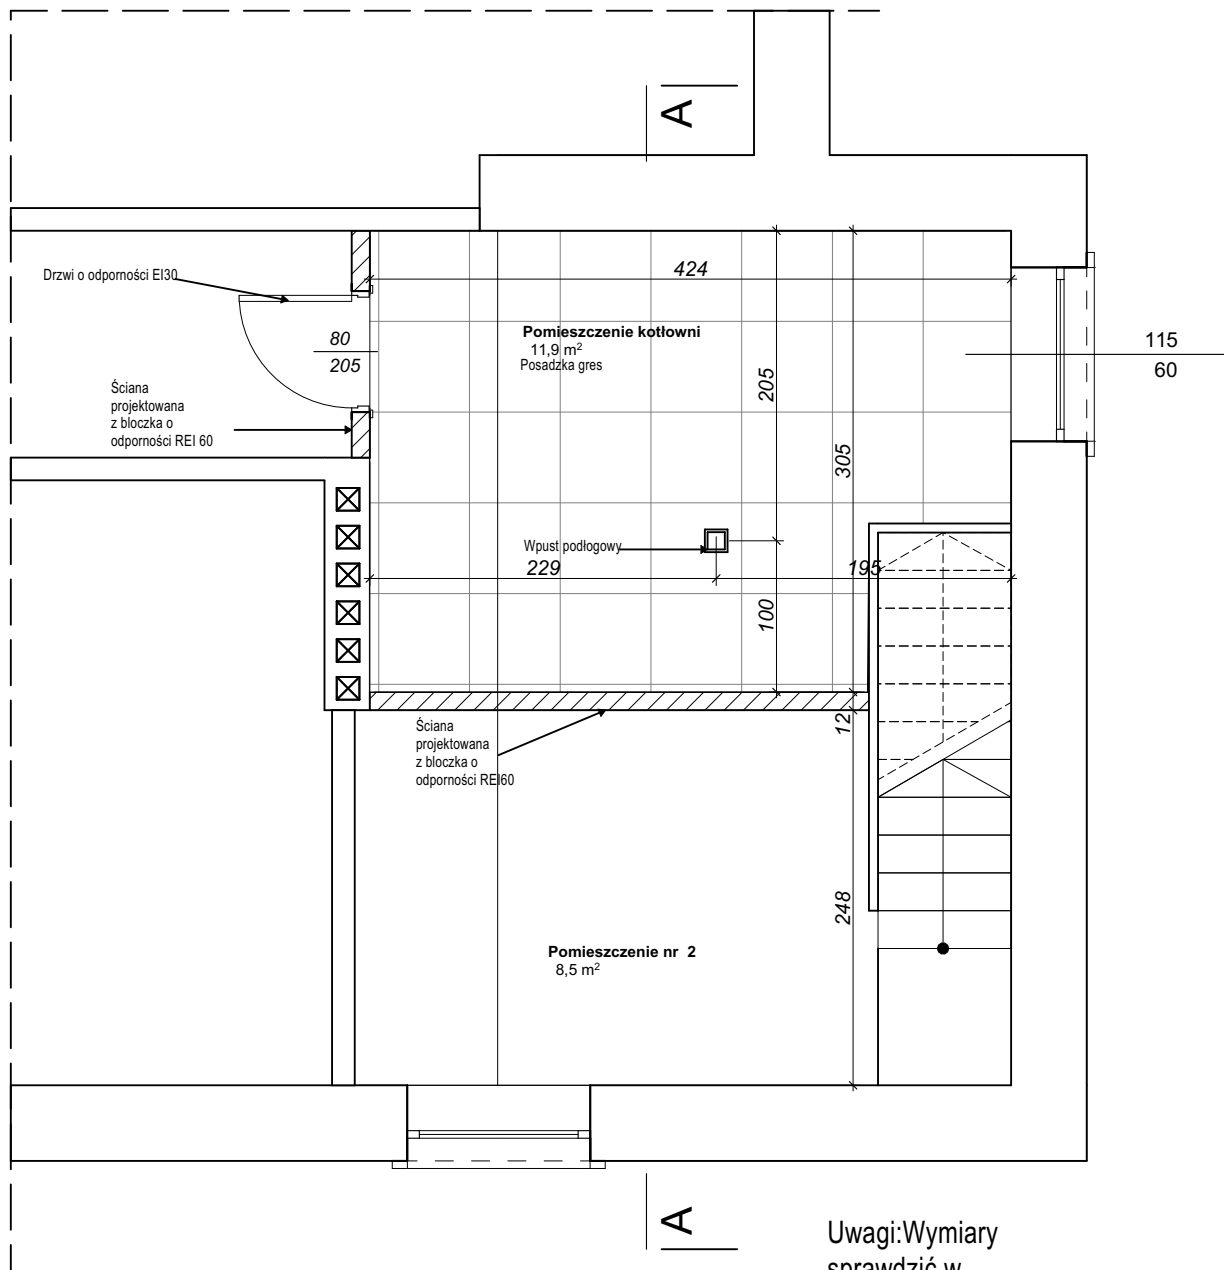 A
Drzwi o odporności EI30
424
Pomieszczenie kotłowni
11,9 m²
Posadzka gres
80
205
115
60
205
Ściana
projektowana
z bloczka o
odporności REI 60
305
Wpust podłogowy
229
195
100
Ściana
projektowana
z bloczka o
odporności REI60
12
248
Pomieszczenie nr 2
8,5 m²
A
Uwagi:Wymiary
sprawdzić w